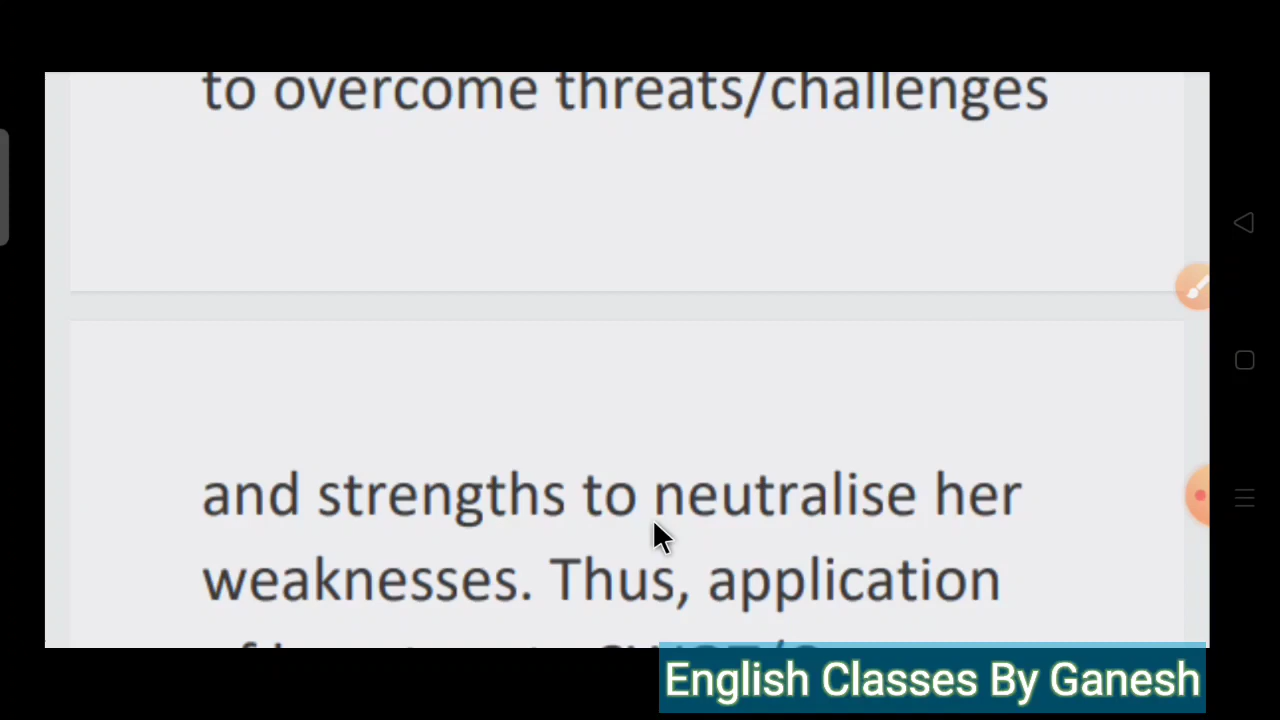 to overcome threats/challenges
and strengths to neutralise her
weaknesses. Thus, application
English Classes By Ganesh